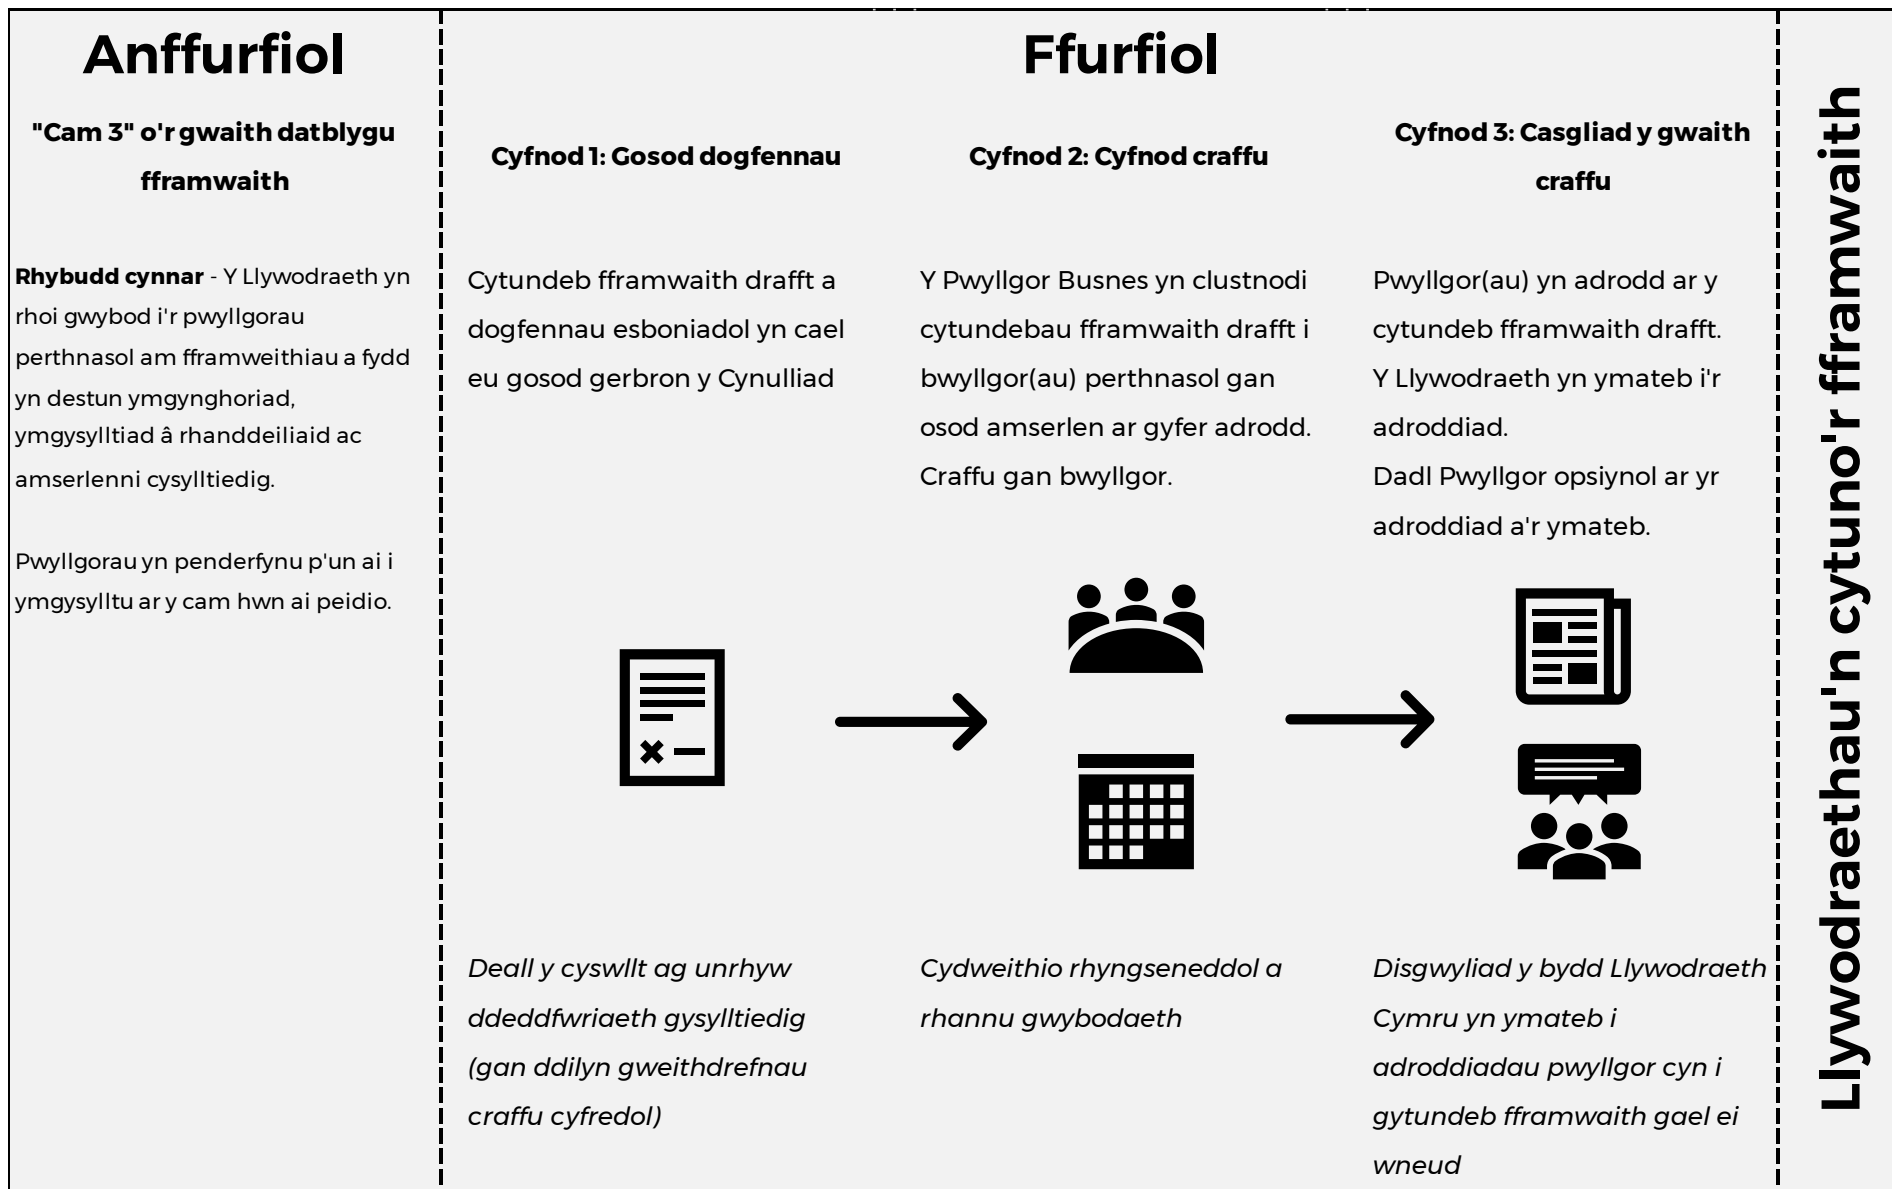 Anffurfiol
"Cam 3" o'r gwaith datblygu
fframwaith
Rhybudd cynnar - Y Llywodraeth yn
rhoi gwybod i'r pwyllgorau
perthnasol am fframweithiau a fydd
yn destun ymgynghoriad,
ymgysylltiad â rhanddeiliaid ac
amserlenni cysylltiedig.
Pwyllgorau yn penderfynu p'un ai i
ymgysylltu ar y cam hwn ai peidio.
Ffurfiol
Cyfnod 1: Gosod dogfennau
Cytundeb fframwaith drafft a
dogfennau esboniadol yn cael
eu gosod gerbron y Cynulliad
Deall y cyswllt ag unrhyw
ddeddfwriaeth gysylltiedig
(gan ddilyn gweithdrefnau
craffu cyfredol)
Cyfnod 2: Cyfnod craffu
Y Pwyllgor Busnes yn clustnodi
cytundebau fframwaith drafft i
bwyllgor(au) perthnasol gan
osod amserlen ar gyfer adrodd.
Craffu gan bwyllgor.
Cydweithio rhyngseneddol a
rhannu gwybodaeth
Cyfnod 3: Casgliad y gwaith
craffu
Pwyllgor(au) yn adrodd ar y
cytundeb fframwaith drafft.
Y Llywodraeth yn ymateb i'r
adroddiad.
Dadl Pwyllgor opsiynol ar yr
adroddiad a'r ymateb.
Disgwyliad y bydd Llywodraeth
Cymru yn ymateb i
adroddiadau pwyllgor cyn i
gytundeb fframwaith gael ei
wneud
Llywodraethau'n cytuno'r fframwaith